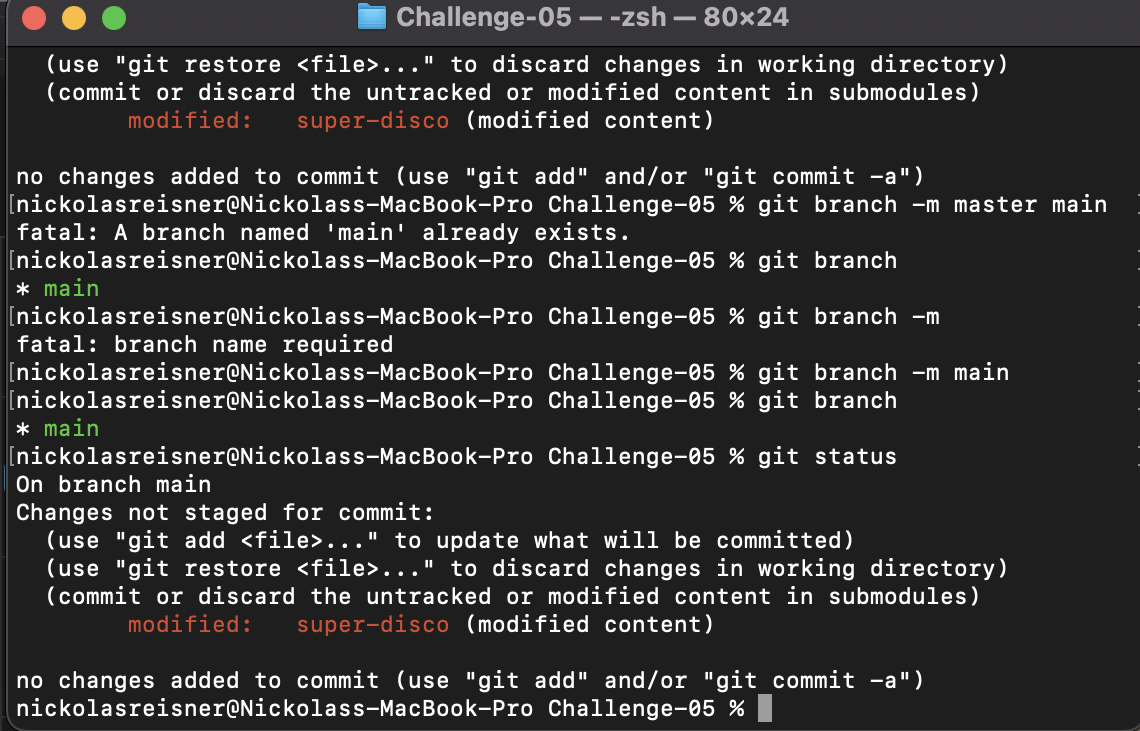 Challenge-05 — -zsh — 80×24
(use "git restore <file>..." to discard changes in working directory)
(commit or discard the untracked or modified content in submodules)
modified:   super-disco (modified content)
no changes added to commit (use "git add" and/or "git commit -a")
[nickolasreisner@Nickolass-MacBook-Pro Challenge-05 % git branch -m master main
fatal: A branch named 'main' already exists.
[nickolasreisner@Nickolass-MacBook-Pro Challenge-05 % git branch
* main
[nickolasreisner@Nickolass-MacBook-Pro Challenge-05 % git branch -m
fatal: branch name required
[nickolasreisner@Nickolass-MacBook-Pro Challenge-05 % git branch -m main
[nickolasreisner@Nickolass-MacBook-Pro Challenge-05 % git branch
* main
[nickolasreisner@Nickolass-MacBook-Pro Challenge-05 % git status
On branch main
Changes not staged for commit:
(use "git add <file>..." to update what will be committed)
(use "git restore <file>..." to discard changes in working directory)
(commit or discard the untracked or modified content in submodules)
modified:   super-disco (modified content)
no changes added to commit (use "git add" and/or "git commit -a")
nickolasreisner@Nickolass-MacBook-Pro Challenge-05 %